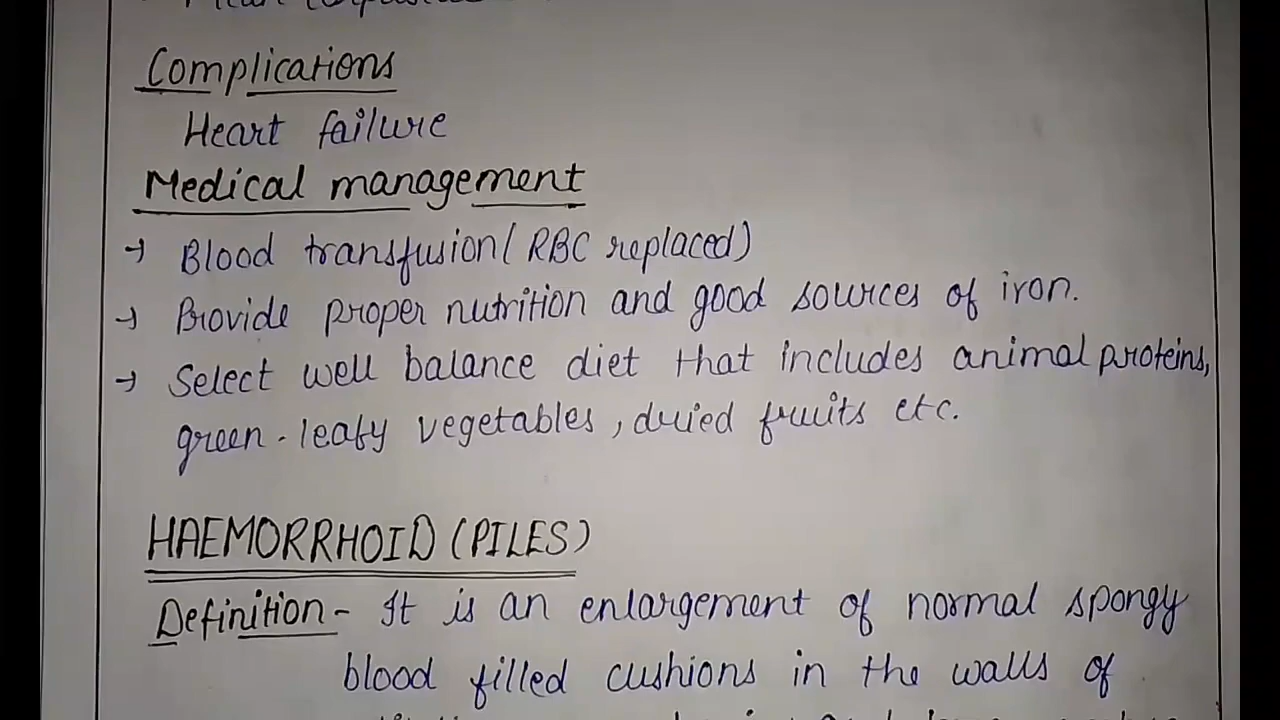 Complications
Heart failure
Medical management
→ Blood transfusion (RBC replaced)
→ Provide proper nutrition and good sources of iron.
→ Select well balance diet that includes animal proteins,
green-leafy vegetables, dried fruits etc.
HAEMORRHOID (PILES)
Definition - It is an enlargement of normal spongy
blood filled cushions in the walls of